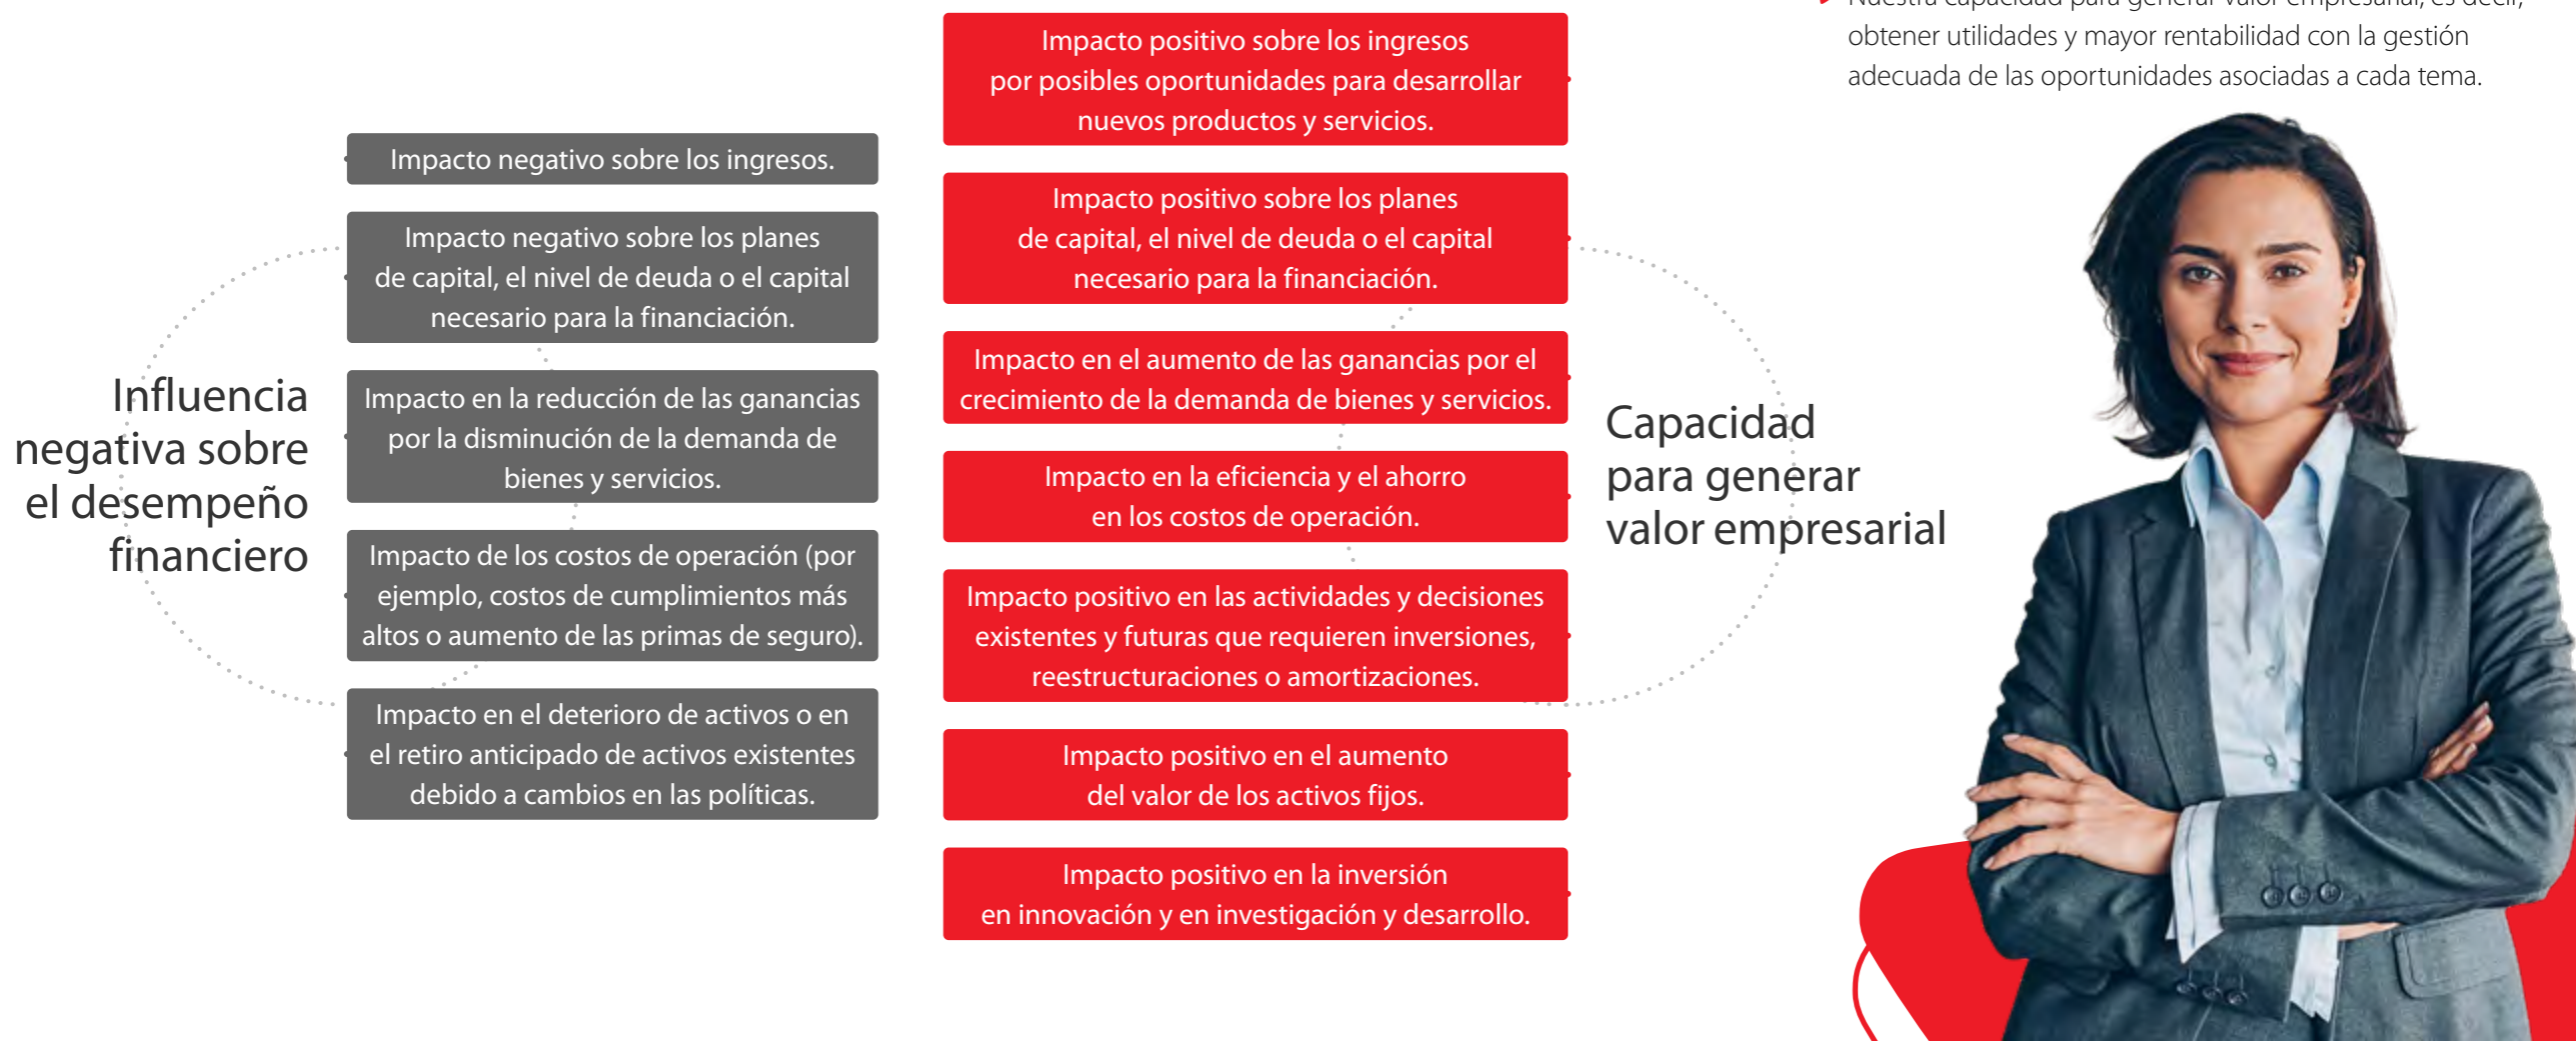 Nuestra capacidad para generar valor empresarial, es decir,
obtener utilidades y mayor rentabilidad con la gestión
adecuada de las oportunidades asociadas a cada tema.
Influencia
negativa sobre
el desempeño
financiero
Impacto negativo sobre los ingresos.
Impacto negativo sobre los planes
de capital, el nivel de deuda o el capital
necesario para la financiación.
Impacto en la reducción de las ganancias
por la disminución de la demanda de
bienes y servicios.
Impacto de los costos de operación (por
ejemplo, costos de cumplimientos más
altos o aumento de las primas de seguro).
Impacto en el deterioro de activos o en
el retiro anticipado de activos existentes
debido a cambios en las políticas.
Impacto positivo sobre los ingresos
por posibles oportunidades para desarrollar
nuevos productos y servicios.
Impacto positivo sobre los planes
de capital, el nivel de deuda o el capital
necesario para la financiación.
Impacto en el aumento de las ganancias por el
crecimiento de la demanda de bienes y servicios.
Impacto en la eficiencia y el ahorro
en los costos de operación.
Impacto positivo en las actividades y decisiones
existentes y futuras que requieren inversiones,
reestructuraciones o amortizaciones.
Impacto positivo en el aumento
del valor de los activos fijos.
Impacto positivo en la inversión
en innovación y en investigación y desarrollo.
Capacidad
para generar
valor empresarial